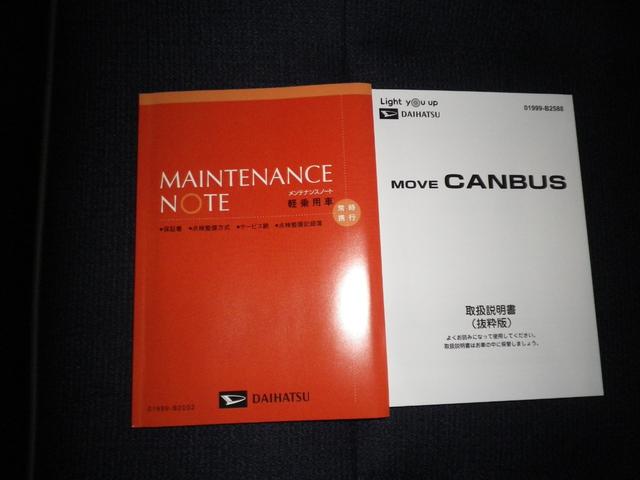 MAINTENANCE
NOTE
メンテナンスノート
軽乗用車
常時
携行
●保証書 ●点検整備方式 ●サービス網 ●点検整備記録簿
DAIHATSU
01999-B2202
Light you up
DAIHATSU
01999-B2588
MOVE CANBUS
取扱説明書
(抜粋版)
よくお読みになって使用してください。
取扱説明書はお車の中に保管しましょう。